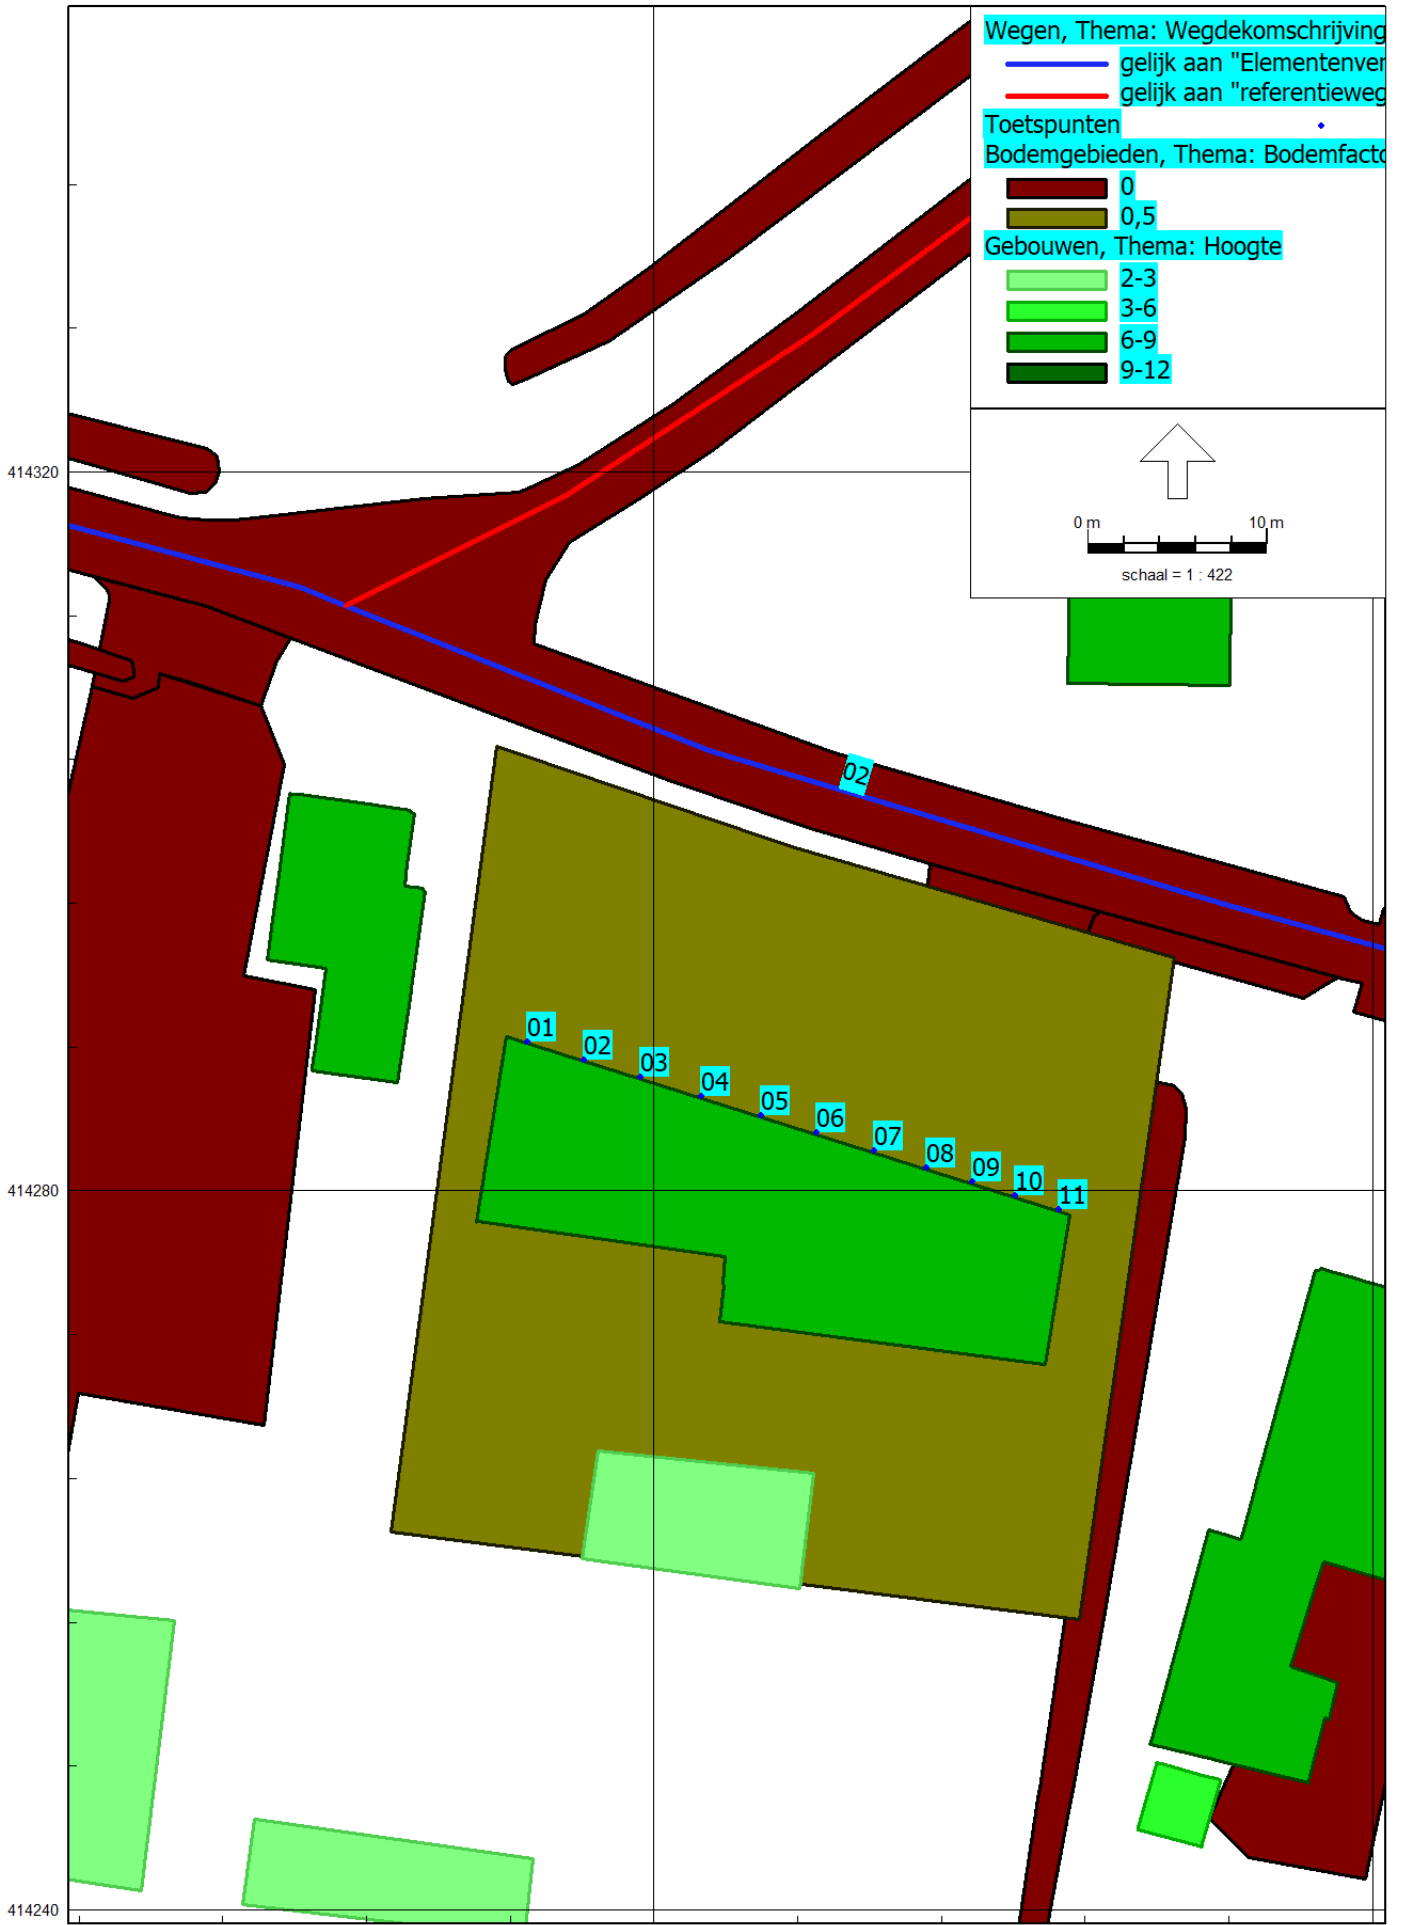 Wegen, Thema: Wegdekomschrijving
gelijk aan "Elementenver
gelijk aan "referentieweg
Toetspunten
Bodemgebieden, Thema: Bodemfacto
0
0,5
Gebouwen, Thema: Hoogte
2-3
3-6
6-9
9-12
414320
0 m 10 m
schaal = 1 : 422
02
01
02
03
04
05
06
07
08
09
10
11
414280
414240